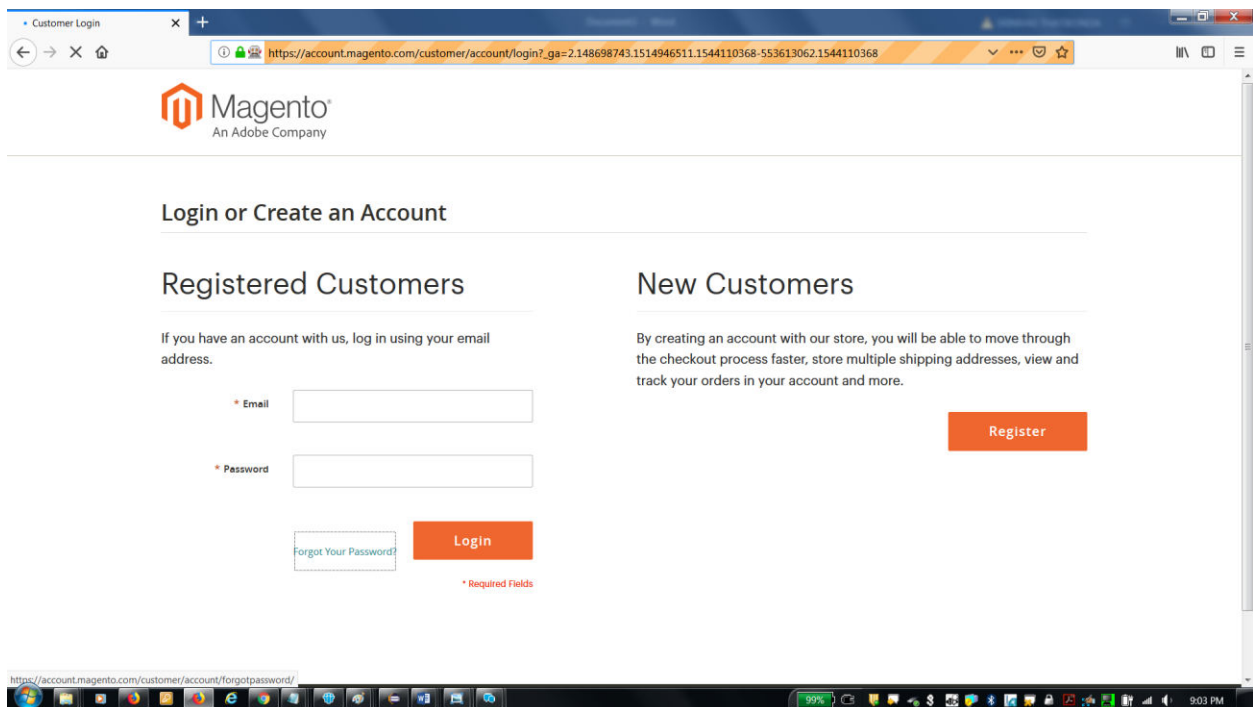 Customer Login
Document1 - Word
https://account.magento.com/customer/account/login?_ga=2.148698743.1514946511.1544110368-553613062.1544110368
Magento®
An Adobe Company
Login or Create an Account
Registered Customers
If you have an account with us, log in using your email
address.
* Email
* Password
Forgot Your Password?
Login
* Required Fields
New Customers
By creating an account with our store, you will be able to move through
the checkout process faster, store multiple shipping addresses, view and
track your orders in your account and more.
Register
https://account.magento.com/customer/account/forgotpassword/
99%
9:03 PM